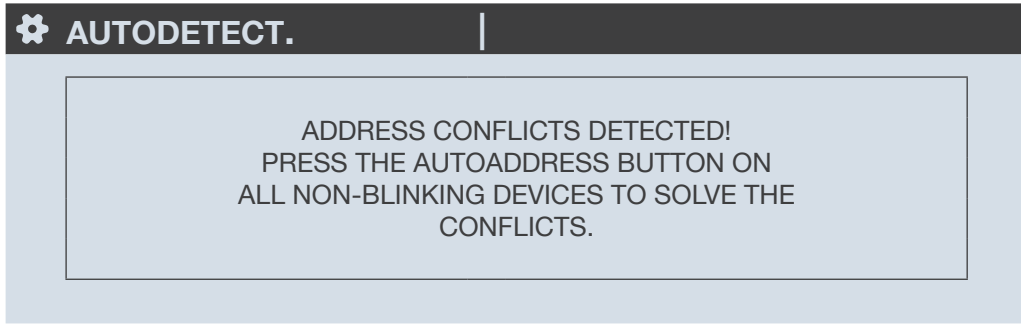 AUTODETECT.
ADDRESS CONFLICTS DETECTED!
PRESS THE AUTOADDRESS BUTTON ON
ALL NON-BLINKING DEVICES TO SOLVE THE
CONFLICTS.